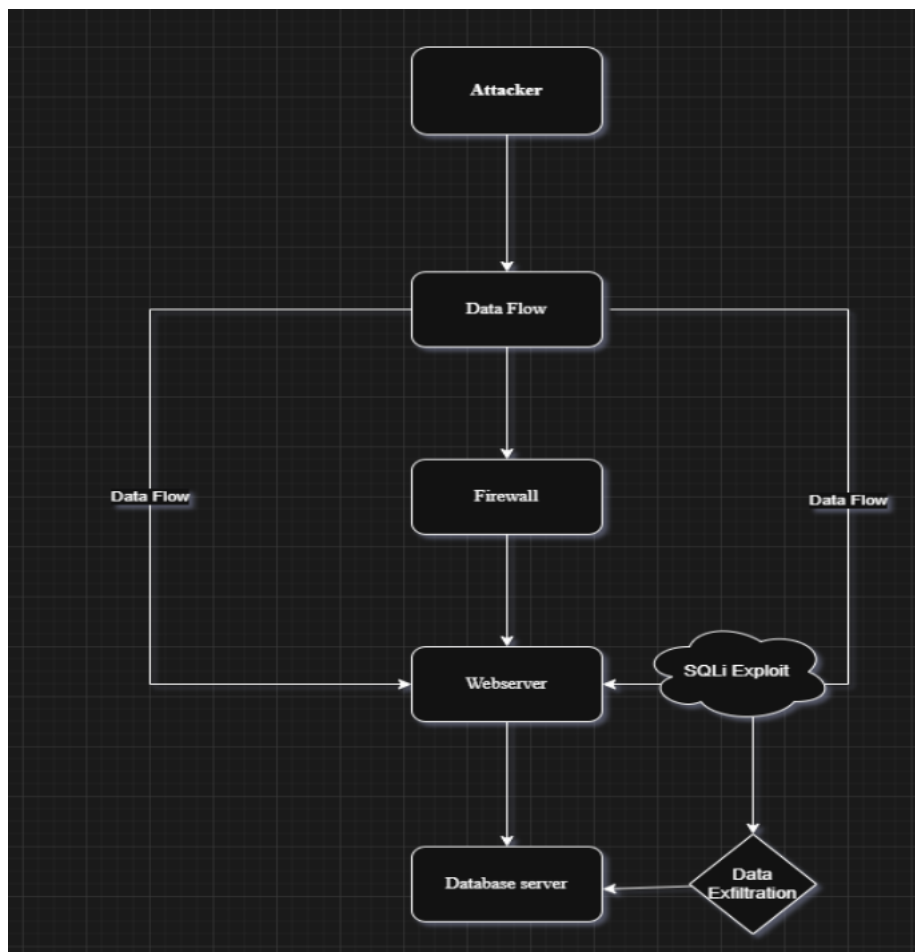 Attacker
Data Flow
Data Flow
Firewall
Data Flow
Webserver
SQLi Exploit
Database server
Data
Exfiltration